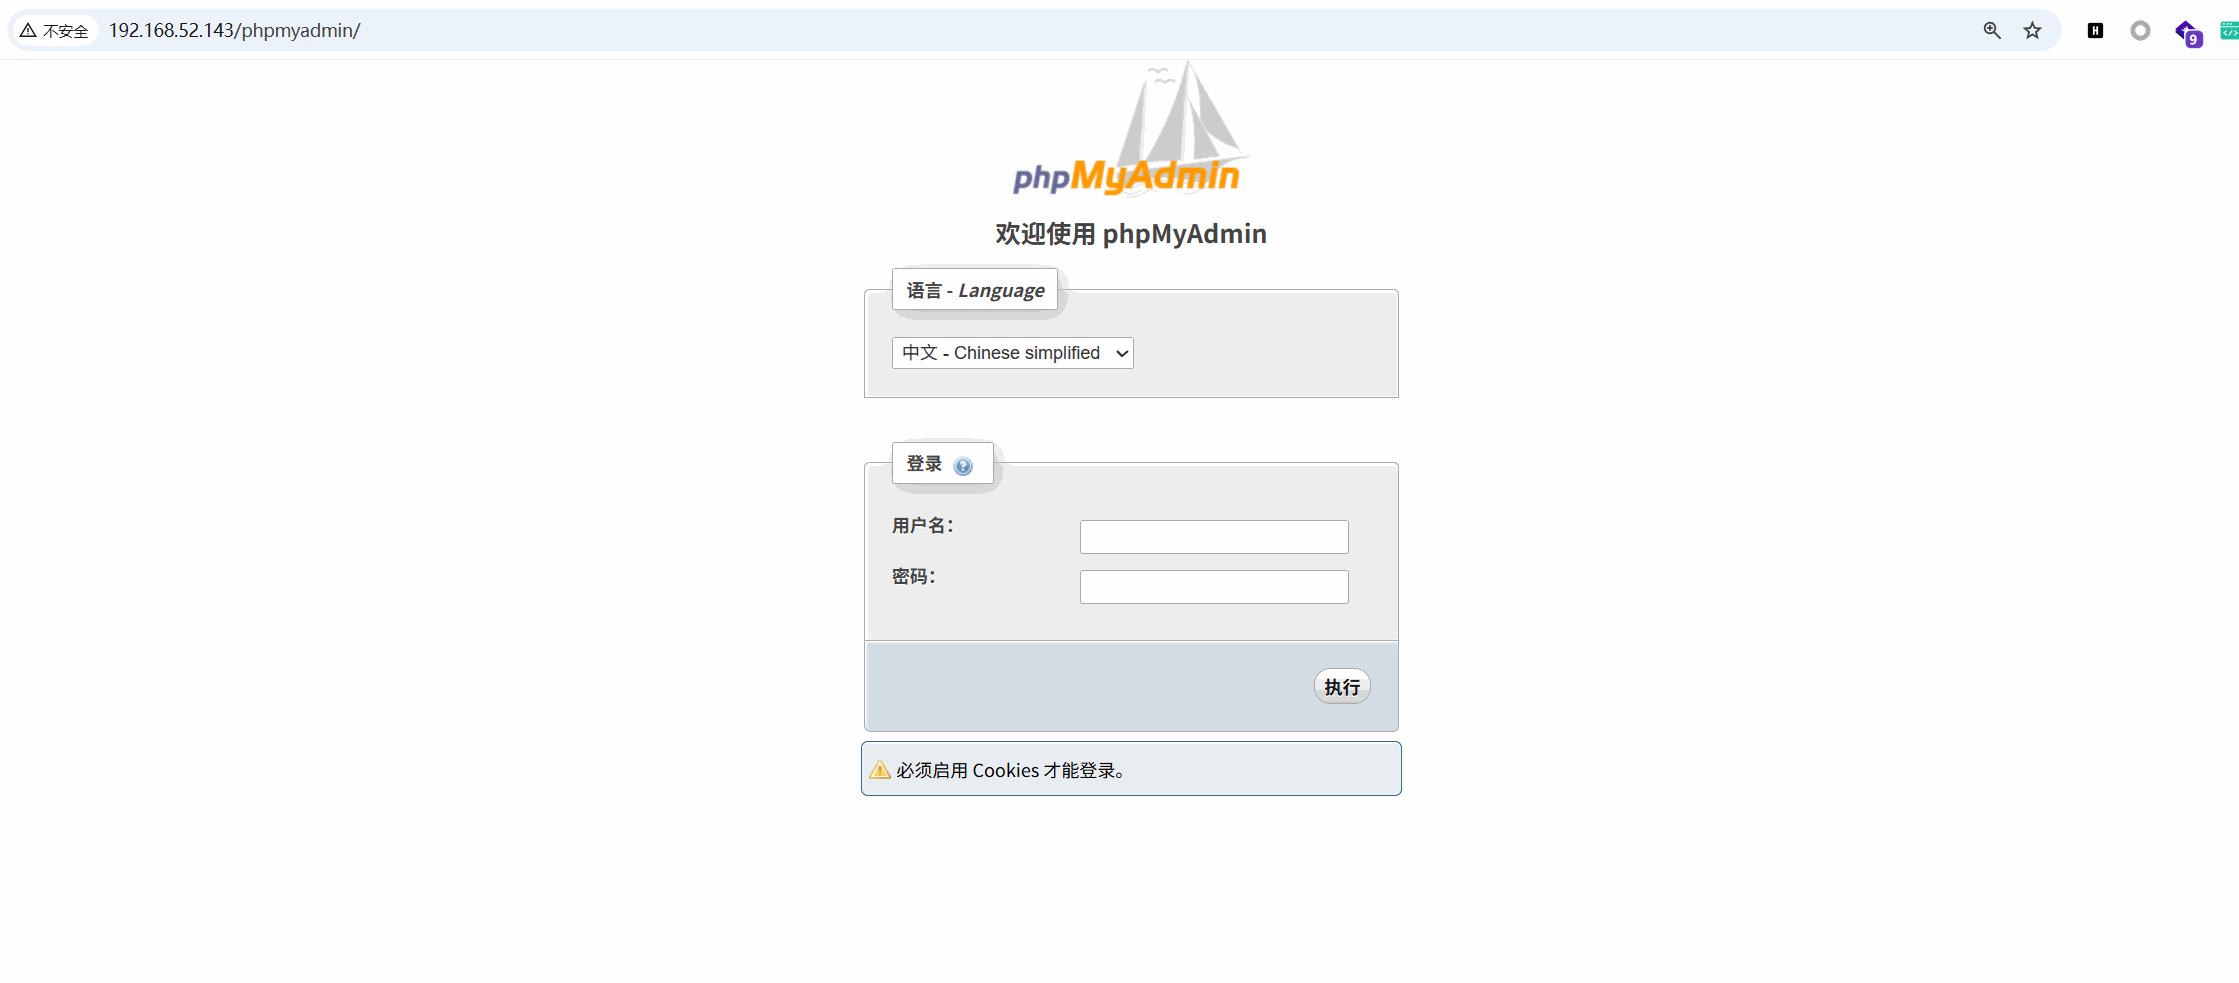 不安全 192.168.52.143/phpmyadmin/
H
9
phpMyAdmin
欢迎使用 phpMyAdmin
语言 - Language
中文 - Chinese simplified
登录
用户名：
密码：
执行
必须启用 Cookies 才能登录。